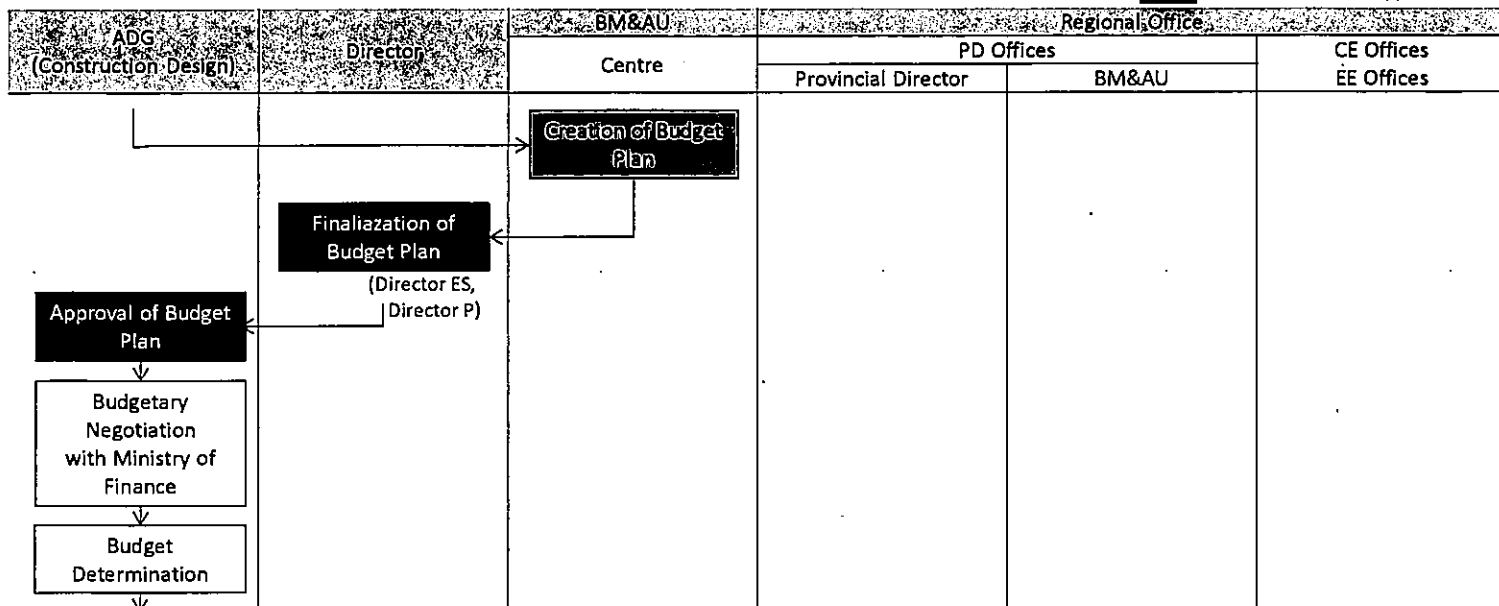 ADG
(Construction Design)
Director
BM&AU
Centre
Regional Office
PD Offices
Provincial Director
BM&AU
CE Offices
EE Offices
Creation of Budget
Plan
Finaliazation of
Budget Plan
(Director ES,
Director P)
Approval of Budget
Plan
Budgetary
Negotiation
with Ministry of
Finance
Budget
Determination